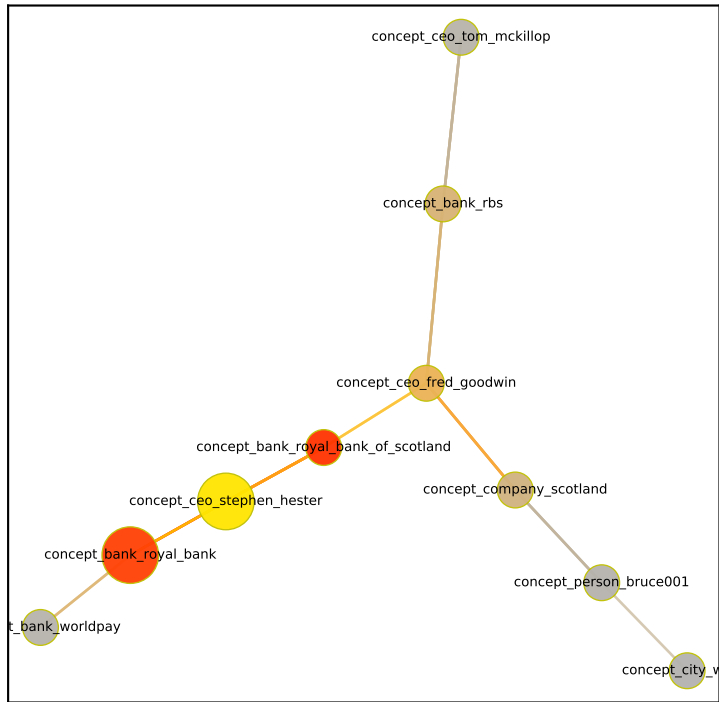 concept_ceo_tom_mckillop
concept_bank_rbs
concept_ceo_fred_goodwin
concept_bank_royal_bank_of_scotland
concept_company_scotland
concept_ceo_stephen_hester
concept_bank_royal_bank
concept_person_bruce001
t_bank_worldpay
concept_city_w